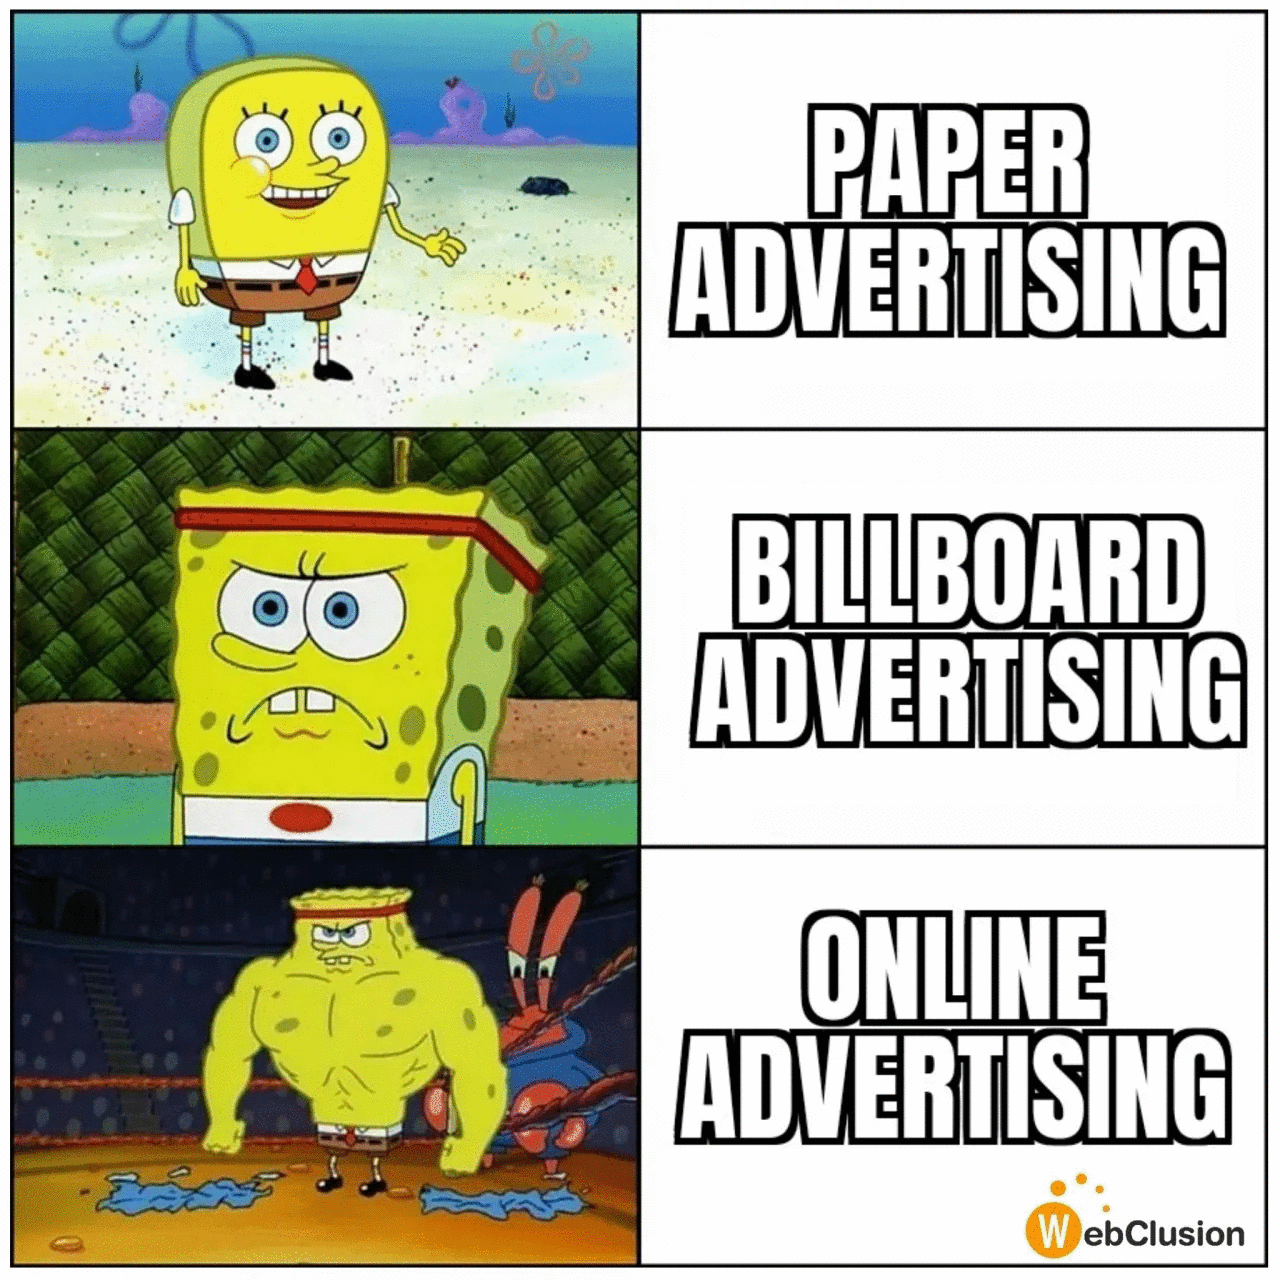 PAPER
ADVERTISING
BILLBOARD
ADVERTISING
ONLINE
ADVERTISING
WebClusion